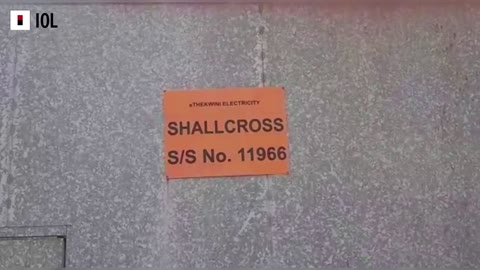 IOL
eTHEKWINI ELECTRICITY
SHALLCROSS
S/S No. 11966